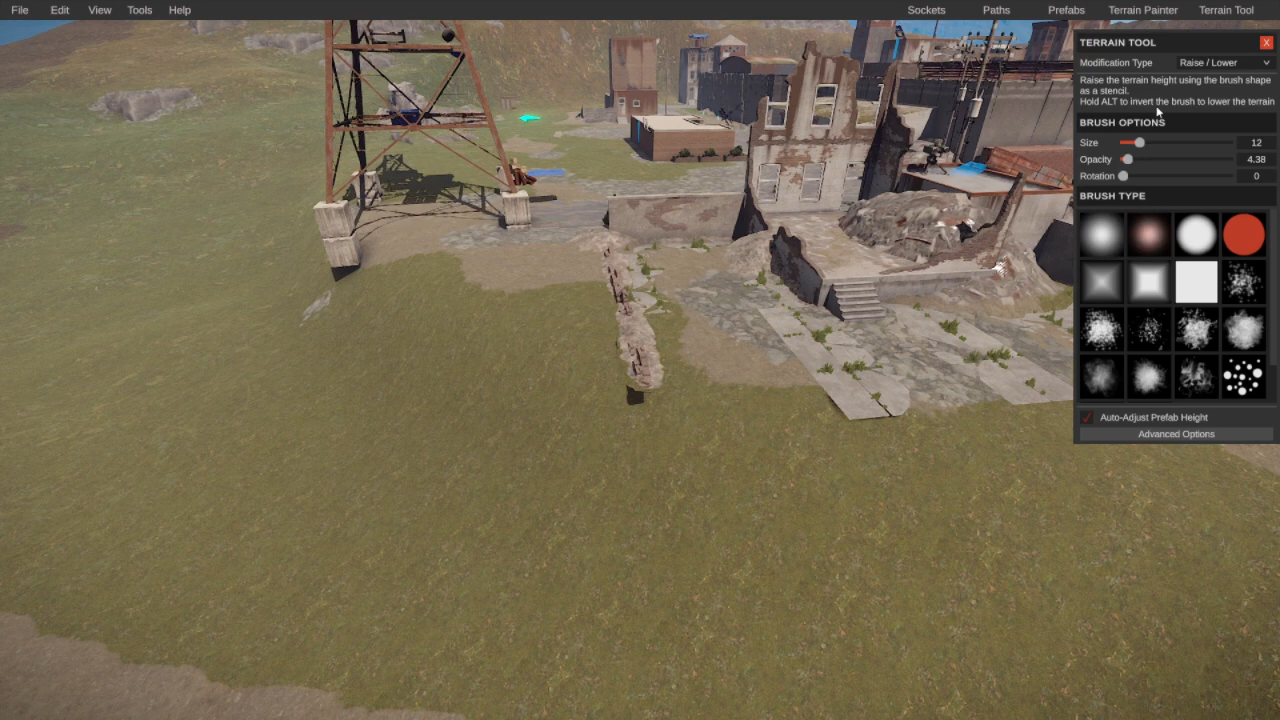 File Edit View Tools Help Sockets Paths Prefabs Terrain Painter Terrain Tool
TERRAIN TOOL X
Modification Type Raise / Lower
Raise the terrain height using the brush shape
as a stencil.
Hold ALT to invert the brush to lower the terrain
BRUSH OPTIONS
Size 12
Opacity 4.38
Rotation 0
BRUSH TYPE
Auto-Adjust Prefab Height
Advanced Options